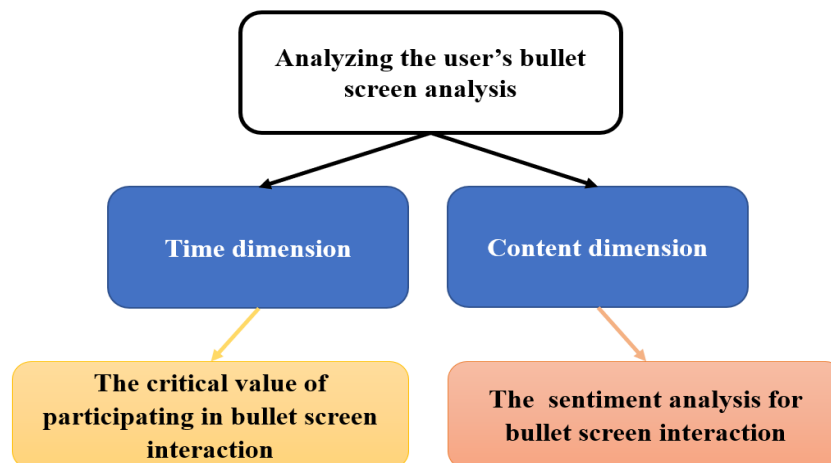 Analyzing the user's bullet
screen analysis
Time dimension
Content dimension
The critical value of
participating in bullet screen
interaction
The sentiment analysis for
bullet screen interaction